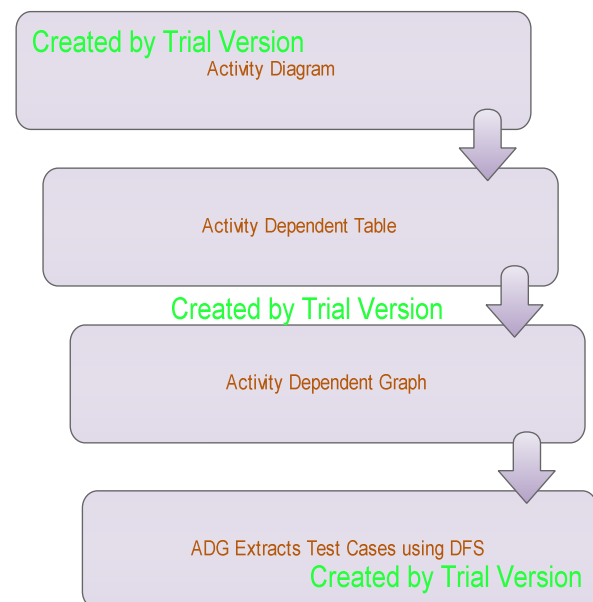 Created by Trial Version
Activity Diagram
Activity Dependent Table
Created by Trial Version
Activity Dependent Graph
ADG Extracts Test Cases using DFS
Created by Trial Version